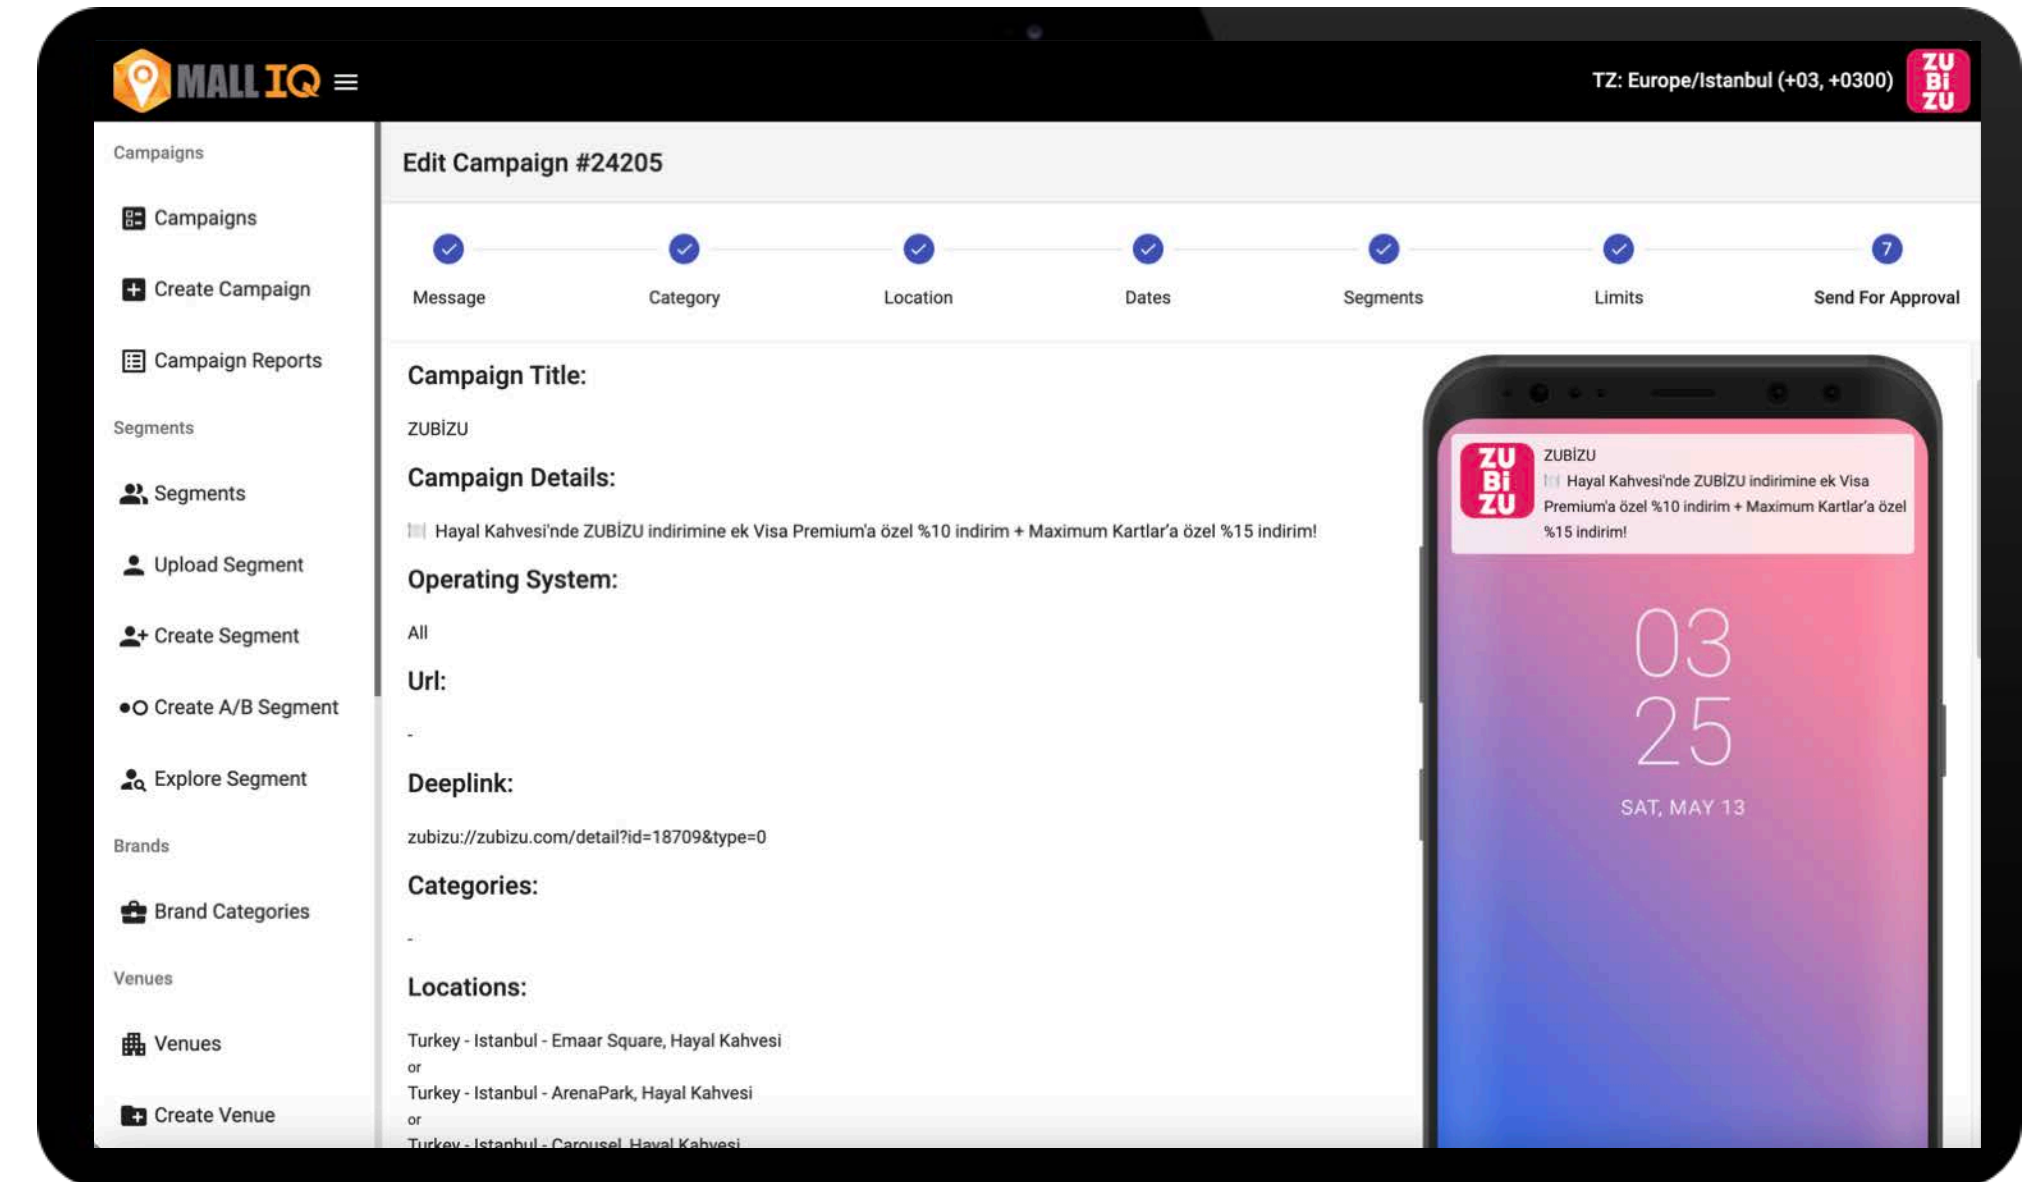 MALL IQ
TZ: Europe/Istanbul (+03, +0300)
ZU
Bi
ZU
Campaigns
Campaigns
Create Campaign
Campaign Reports
Segments
Segments
Upload Segment
Create Segment
Create A/B Segment
Explore Segment
Brands
Brand Categories
Venues
Venues
Create Venue
Edit Campaign #24205
7
Message
Category
Location
Dates
Segments
Limits
Send For Approval
Campaign Title:
ZUBİZU
Campaign Details:
Hayal Kahvesi'nde ZUBİZU indirimine ek Visa Premium'a özel %10 indirim + Maximum Kartlar'a özel %15 indirim!
Operating System:
All
Url:
-
Deeplink:
zubizu://zubizu.com/detail?id=18709&type=0
Categories:
-
Locations:
Turkey - Istanbul - Emaar Square, Hayal Kahvesi
or
Turkey - Istanbul - ArenaPark, Hayal Kahvesi
or
Turkey - Istanbul - Carousel, Hayal Kahvesi
ZU
Bi
ZU
ZUBİZU
Hayal Kahvesi'nde ZUBİZU indirimine ek Visa
Premium'a özel %10 indirim + Maximum Kartlar'a özel
%15 indirim!
03
25
SAT, MAY 13